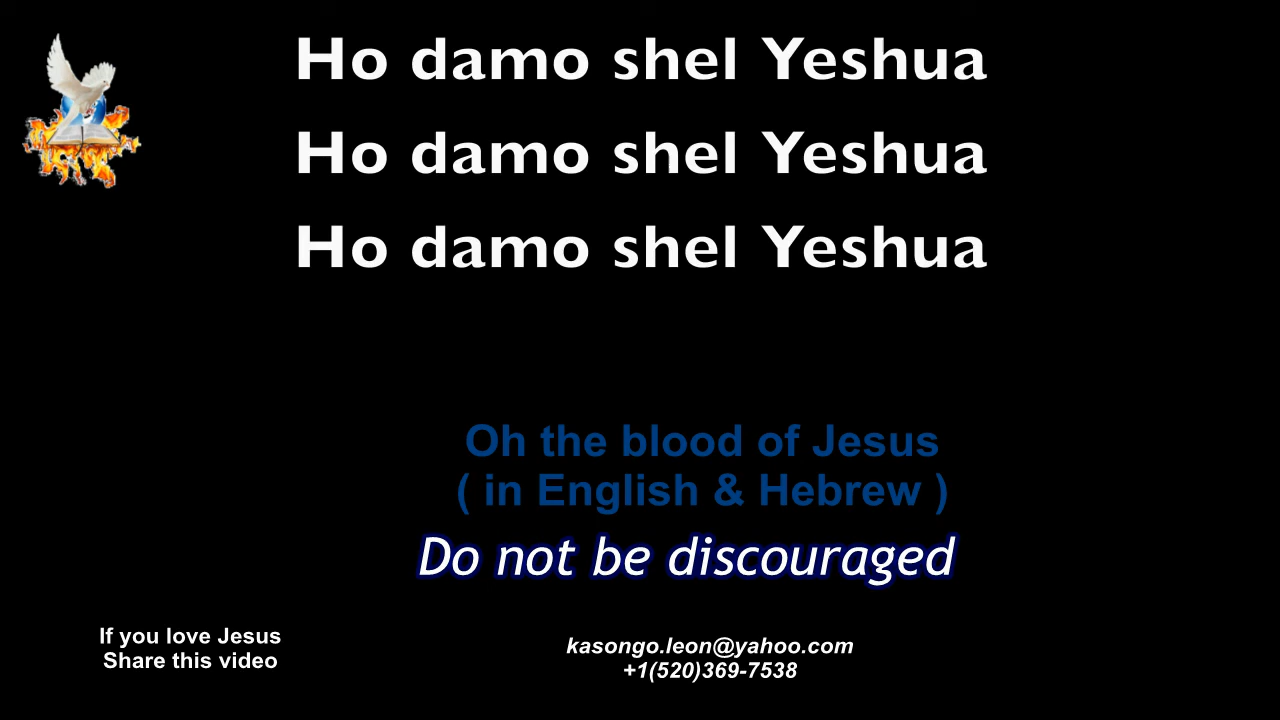 Ho damo shel Yeshua
Ho damo shel Yeshua
Ho damo shel Yeshua
Oh the blood of Jesus
( in English & Hebrew )
Do not be discouraged
If you love Jesus
Share this video
kasongo.leon@yahoo.com
+1(520)369-7538